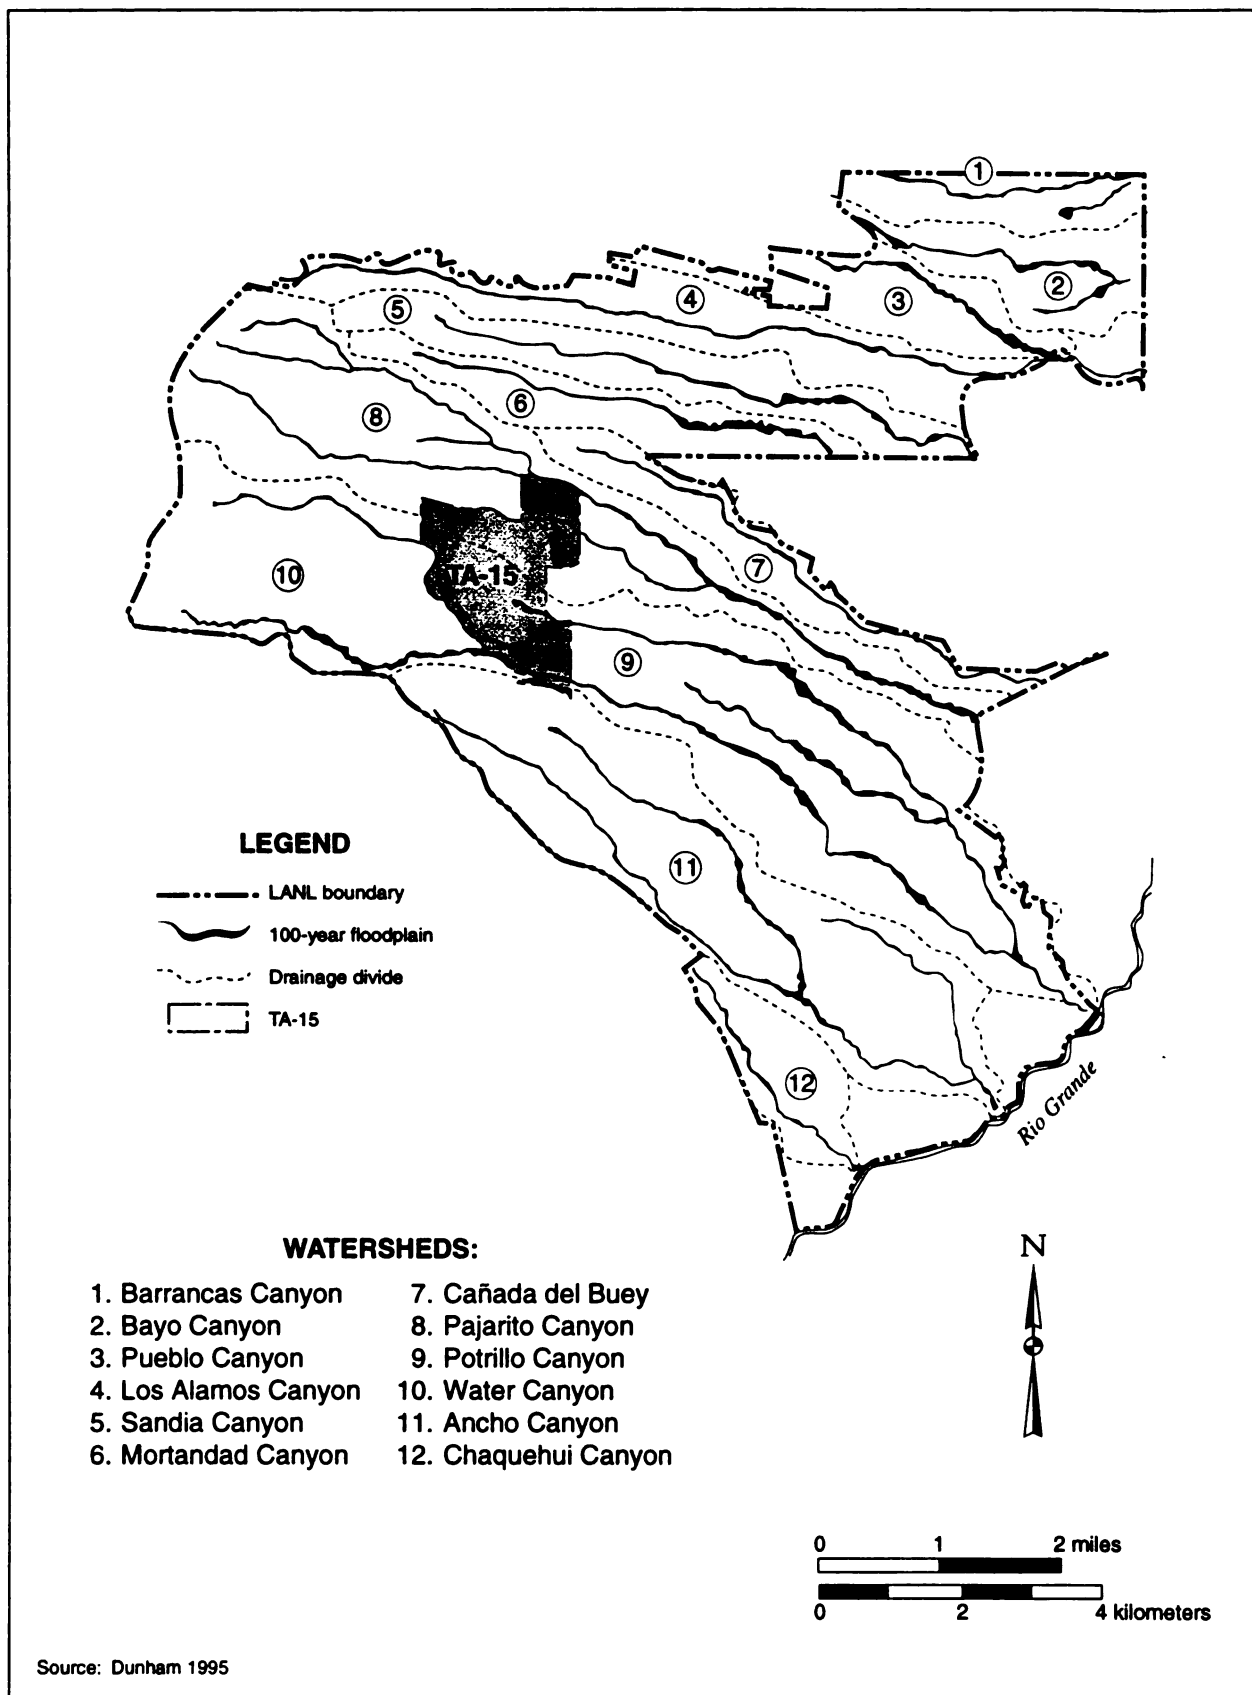 1
2
3
4
5
6
8
TA-15
10
7
9
LEGEND
LANL boundary
100-year floodplain
Drainage divide
TA-15
11
12
Rio Grande
WATERSHEDS:
1. Barrancas Canyon
2. Bayo Canyon
3. Pueblo Canyon
4. Los Alamos Canyon
5. Sandia Canyon
6. Mortandad Canyon
7. Cañada del Buey
8. Pajarito Canyon
9. Potrillo Canyon
10. Water Canyon
11. Ancho Canyon
12. Chaquehui Canyon
N
0 1 2 miles
0 2 4 kilometers
Source: Dunham 1995